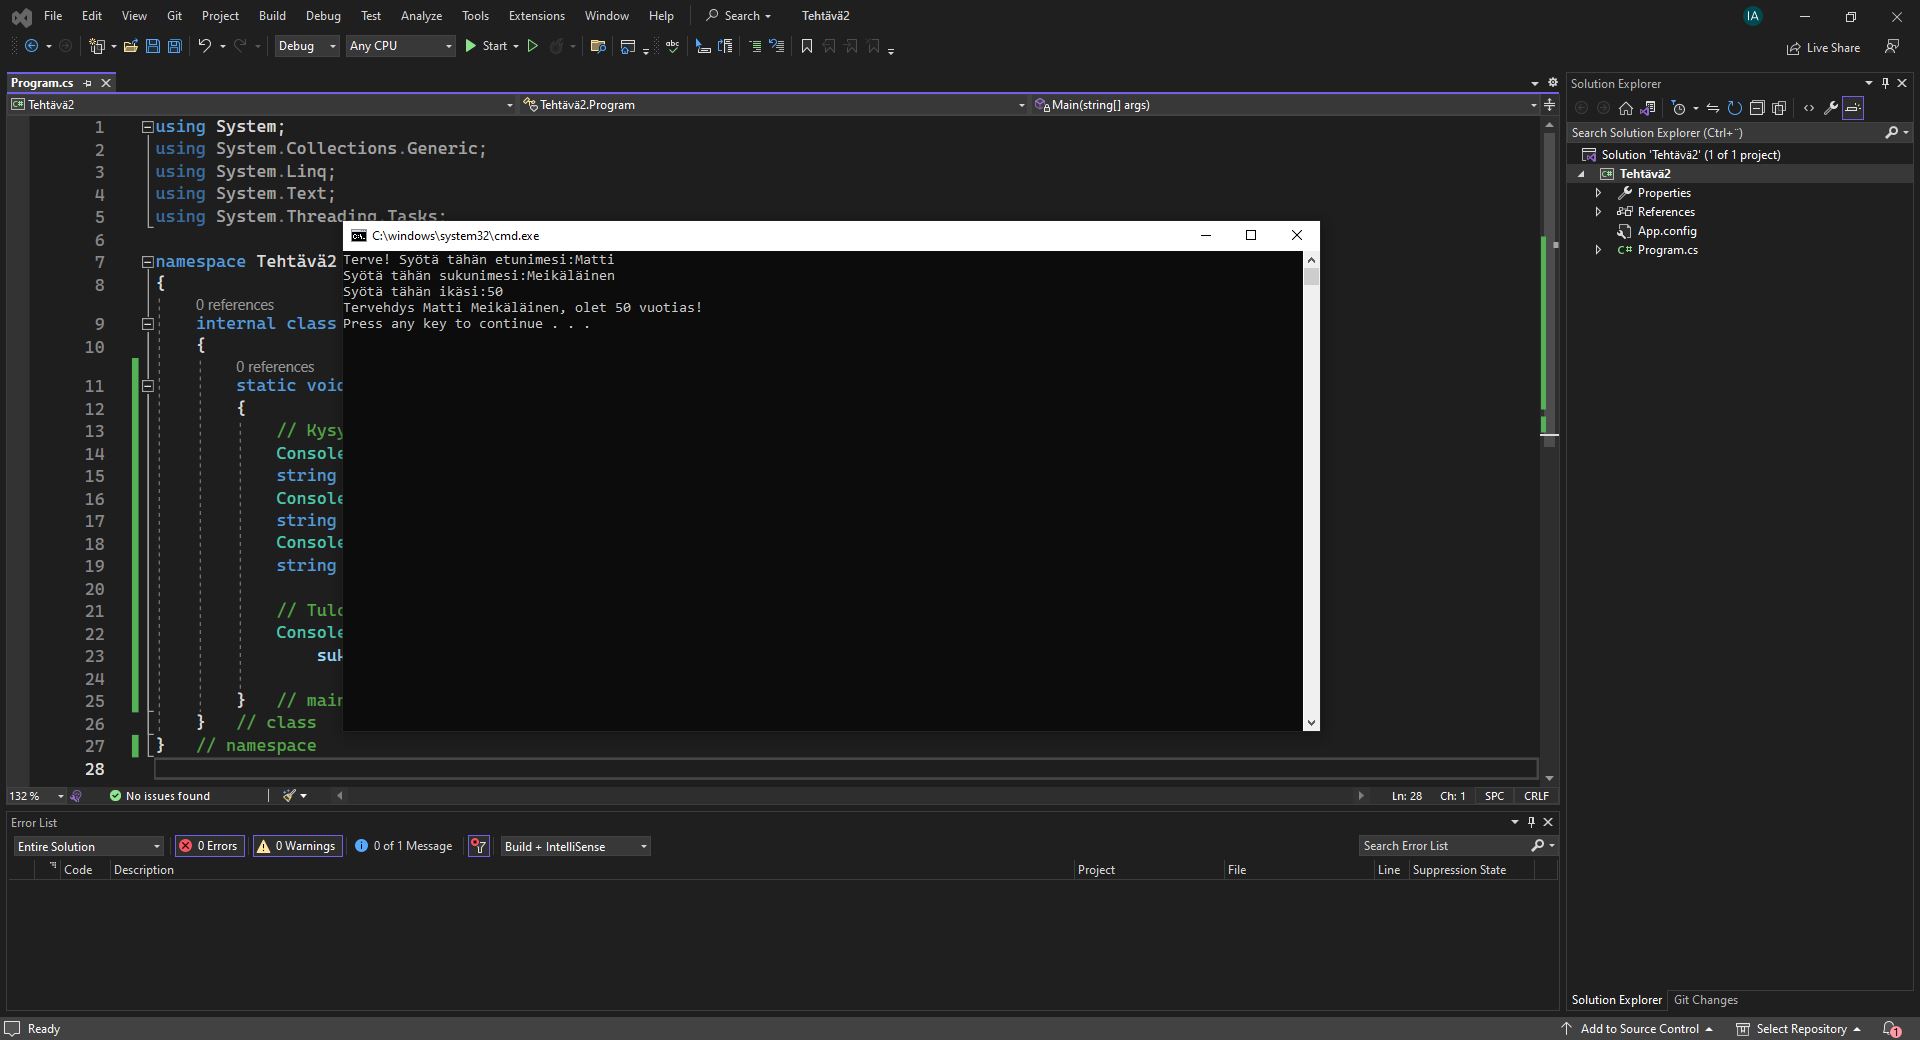 File Edit View Git Project Build Debug Test Analyze Tools Extensions Window Help Search Tehtävä2 IA
Debug Any CPU Start Live Share
Program.cs
Tehtävä2 Tehtävä2.Program Main(string[] args)
1 using System;
2 using System.Collections.Generic;
3 using System.Linq;
4 using System.Text;
5 using System.Threading.Tasks;
6
7 namespace Tehtävä2
8 {
0 references
9 internal class
10 {
0 references
11 static void
12 {
13 // Kysy
14 Console
15 string
16 Console
17 string
18 Console
19 string
20
21 // Tulo
22 Console
23 suk
24
25 } // main
26 } // class
27 } // namespace
28
C:\windows\system32\cmd.exe
Terve! Syötä tähän etunimesi:Matti
Syötä tähän sukunimesi:Meikäläinen
Syötä tähän ikäsi:50
Tervehdys Matti Meikäläinen, olet 50 vuotias!
Press any key to continue . . .
132 % No issues found Ln: 28 Ch: 1 SPC CRLF
Error List
Entire Solution 0 Errors 0 Warnings 0 of 1 Message Build + IntelliSense Search Error List
Code Description Project File Line Suppression State
Solution Explorer
Search Solution Explorer (Ctrl+¨)
Solution 'Tehtävä2' (1 of 1 project)
C# Tehtävä2
Properties
References
App.config
C# Program.cs
Solution Explorer Git Changes
Ready Add to Source Control Select Repository 1